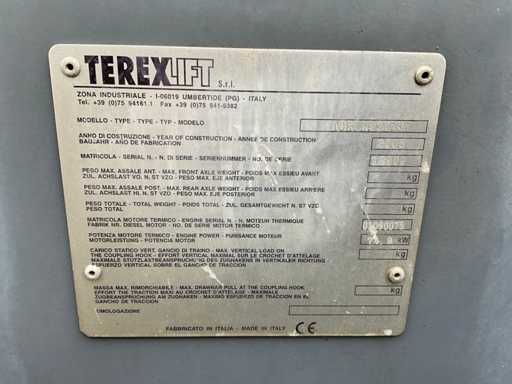 TEREXLIFT S.r.l.
ZONA INDUSTRIALE - I-06019 UMBERTIDE (PG) - ITALY
Tel. +39 (0)75 94161.1 Fax +39 (0)75 941-5382
MODELLO - TYPE - TYPE - TYP - MODELO
ANNO DI COSTRUZIONE - YEAR OF CONSTRUCTION - ANNEE DE CONSTRUCTION
BAUJAHR - AÑO DE FABRICACIÓN
MATRICOLA - SERIAL N. - N. DI SERIE - SERIENNUMMER - NO. DE SERIE
PESO MAX. ASSALE ANT. - MAX. FRONT AXLE WEIGHT - POIDS MAX ESSIEU AVANT
ZUL. ACHSLAST VG. N. ST VZO - PESO MAX. EJE ANTERIOR kg
PESO MAX. ASSALE POST. - MAX. REAR AXLE WEIGHT - POIDS MAX ESSIEU ARRIERE
ZUL. ACHSLAST HI. N. ST VZO - PESO MAX. EJE POSTERIOR kg
PESO TOTALE - TOTAL WEIGHT - POIDS TOTAL - ZUL. GESAMTGEWICHT N. ST VZC
PESO TOTAL kg
MATRICOLA MOTORE TERMICO - ENGINE SERIAL N. - N. MOTEUR THERMIQUE
FABRIK NR. DIESEL MOTOR - NO. DE SERIE MOTOR TERMICO
POTENZA MOTORE TERMICO - ENGINE POWER - PUISSANCE MOTEUR
MOTORLEISTUNG - POTENCIA MOTOR kW
CARICO STATICO VERT. GANCIO DI TRAINO - MAX. VERTICAL LOAD ON
THE COUPLING HOOK - EFFORT VERTICAL MAXIMAL SUR LE CROCHET D'ATTELAGE
MAXIMALE STÜTZLASTBEANSPRUCHUNG DES ZUGHAKENS IN VERTIKALER RICHTUNG
ESFUERZO VERTICAL SOBRE EL GANCHO DE TRACCION kg
MASSA MAX. RIMORCHIABILE - MAX. DRAWBAR PULL AT THE COUPLING HOOK
EFFORT THE TRACTION MAXI AU CROCHET D'ATTELAGE - MAXIMALE
ZUGBEANSPRUCHUNG AM ZUGHAKEN - MAXIMO ESFUERZO DE TRACCION EN EL
GANCHO DE TRACCION kg
OMOLOGAZIONE
FABBRICATO IN ITALIA - MADE IN ITALY CE